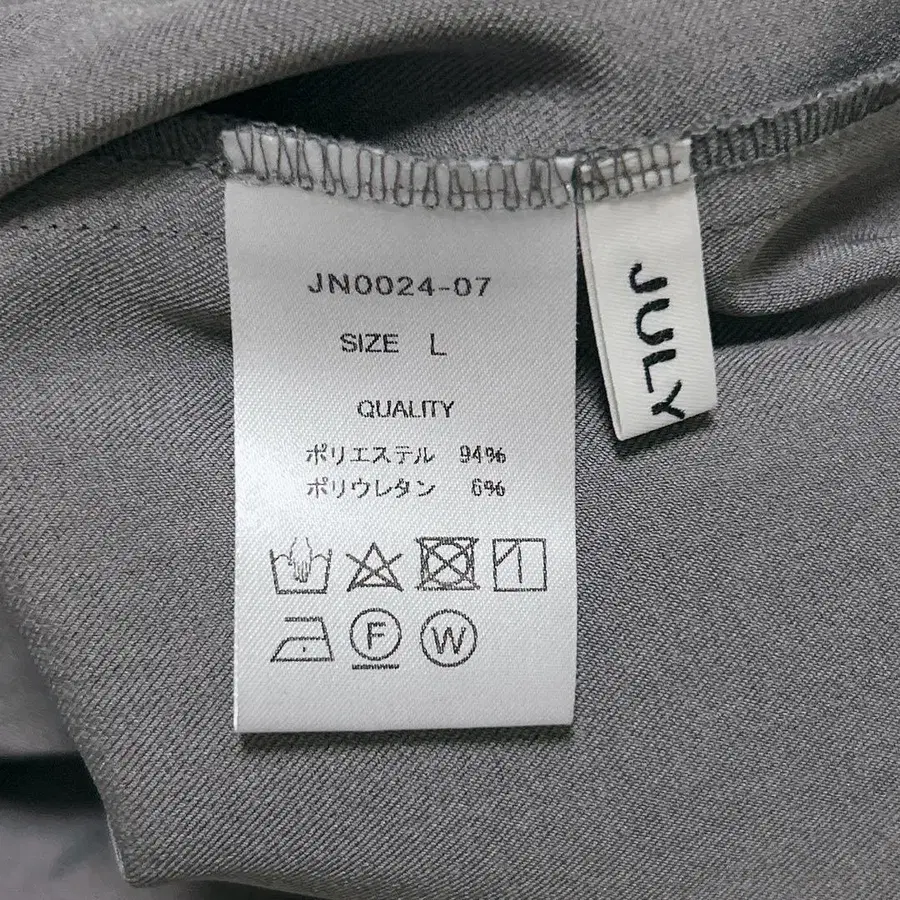 JN0024-07
SIZE L
QUALITY
ポリエステル 94%
ポリウレタン 6%
F
W
JULY